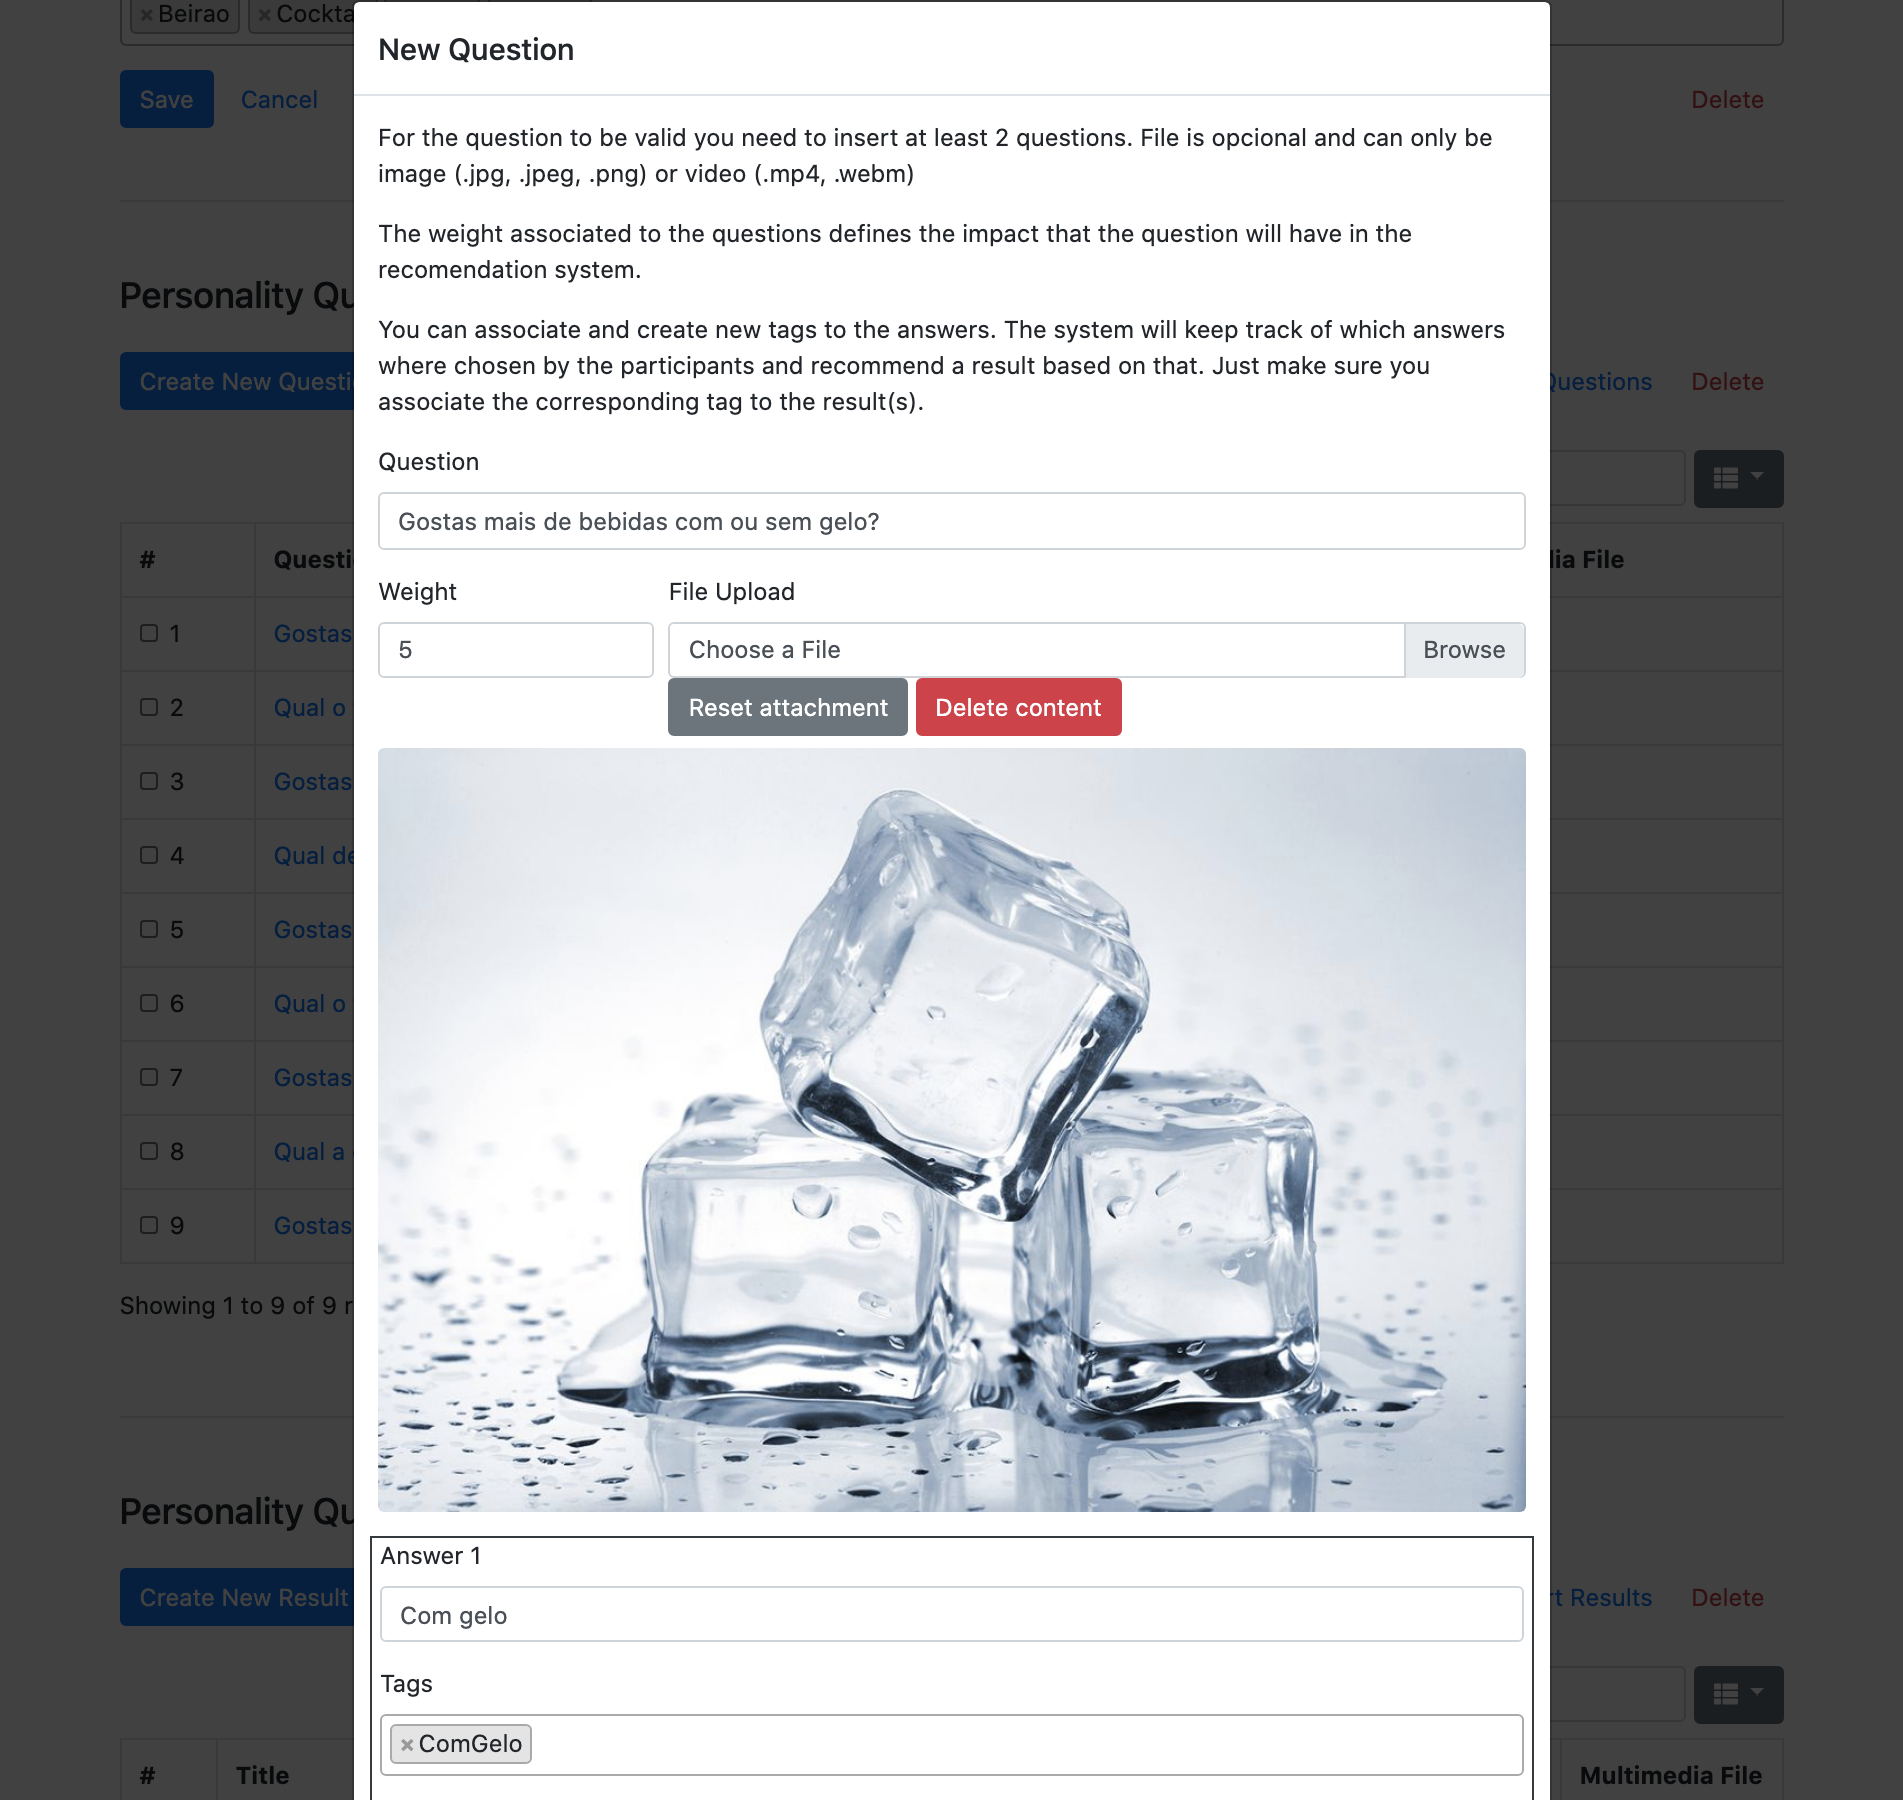 × Beirao × Cockta
New Question
Save Cancel Delete
For the question to be valid you need to insert at least 2 questions. File is opcional and can only be
image (.jpg, .jpeg, .png) or video (.mp4, .webm)
The weight associated to the questions defines the impact that the question will have in the
recomendation system.
Personality Qu
You can associate and create new tags to the answers. The system will keep track of which answers
where chosen by the participants and recommend a result based on that. Just make sure you
associate the corresponding tag to the result(s).
Create New Questi Questions Delete
Question
Gostas mais de bebidas com ou sem gelo?
# Questi ia File
Weight File Upload
1 Gostas
5 Choose a File Browse
2 Qual o
Reset attachment Delete content
3 Gostas
4 Qual de
5 Gostas
6 Qual o
7 Gostas
8 Qual a
9 Gostas
Showing 1 to 9 of 9 r
Personality Qu
Answer 1
Create New Result t Results Delete
Com gelo
Tags
× ComGelo
# Title Multimedia File